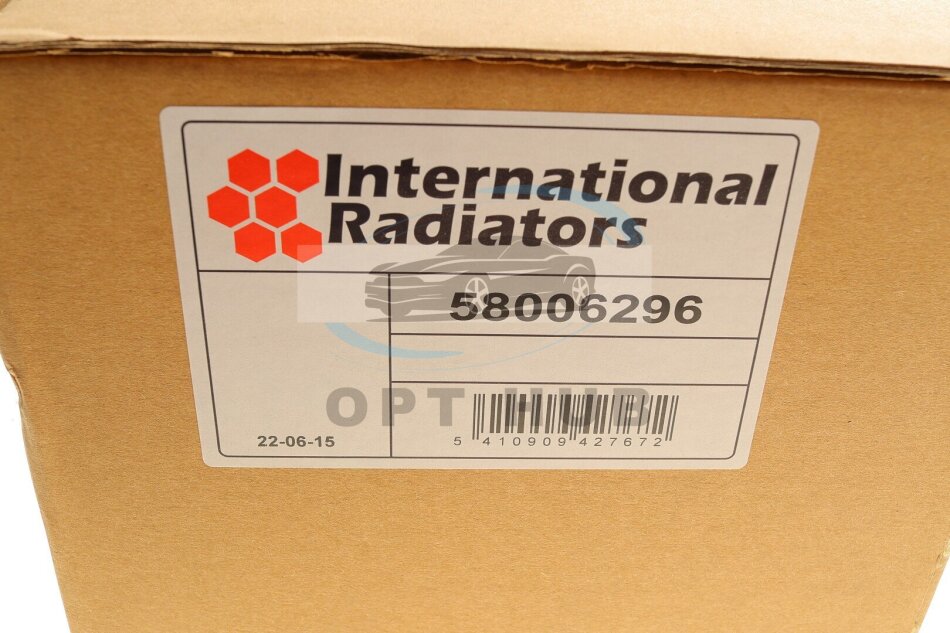 International
Radiators
58006296
OPT HUB
22-06-15
5 410909 427672